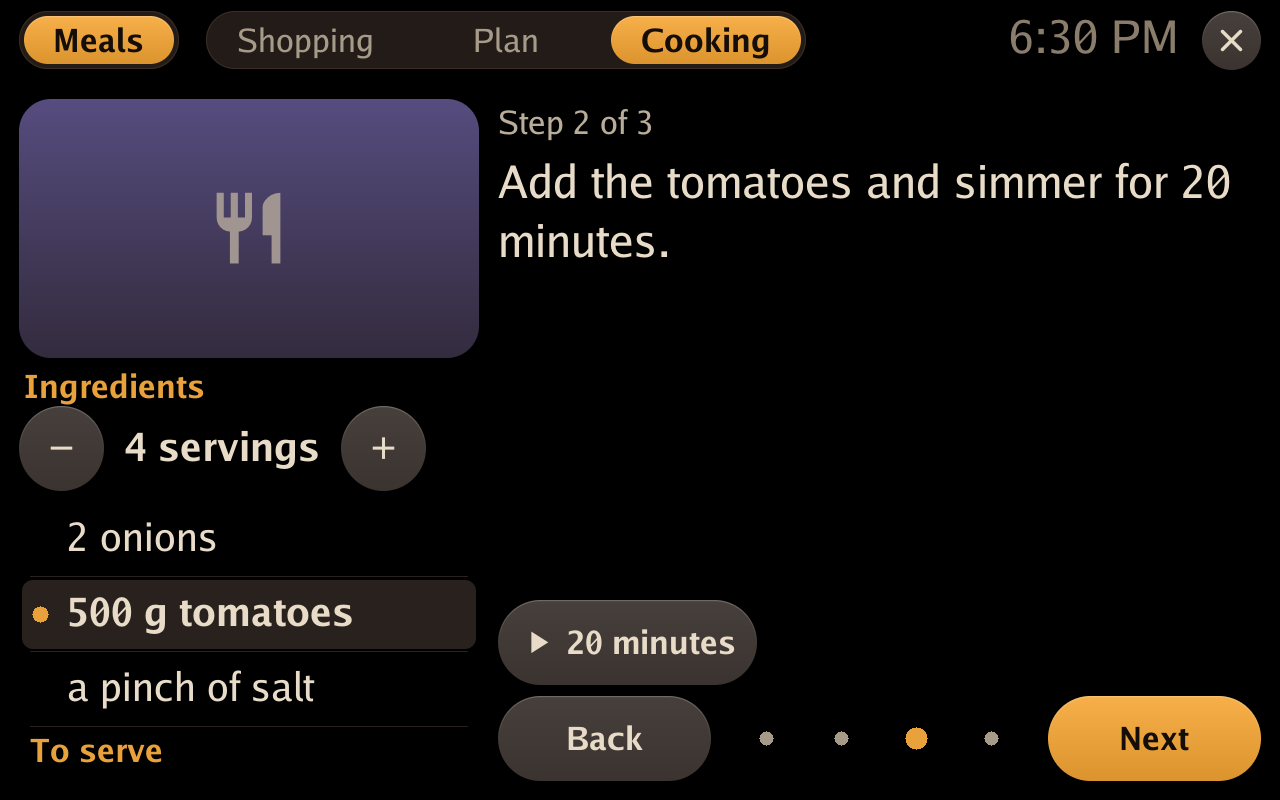 Meals
Shopping
Plan
Cooking
6:30 PM
Step 2 of 3
Add the tomatoes and simmer for 20
minutes.
Ingredients
4 servings
2 onions
500 g tomatoes
a pinch of salt
To serve
20 minutes
Back
Next